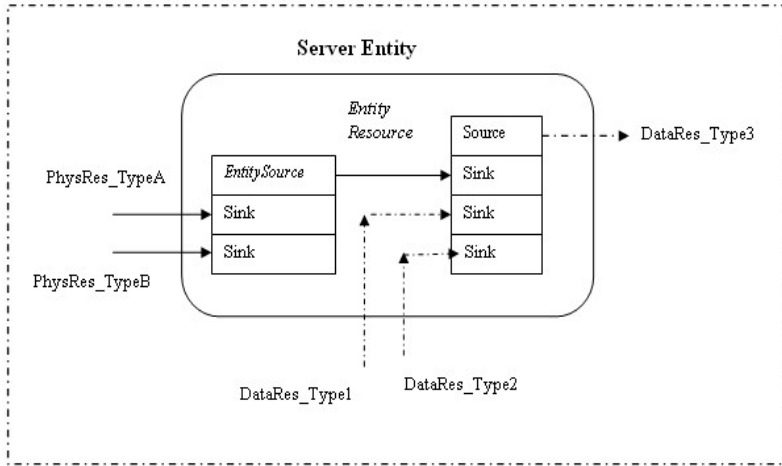 Server Entity
Entity
Resource
Source
DataRes_Type3
PhysRes_TypeA
EntitySource
Sink
Sink
Sink
Sink
Sink
PhysRes_TypeB
DataRes_Type1
DataRes_Type2